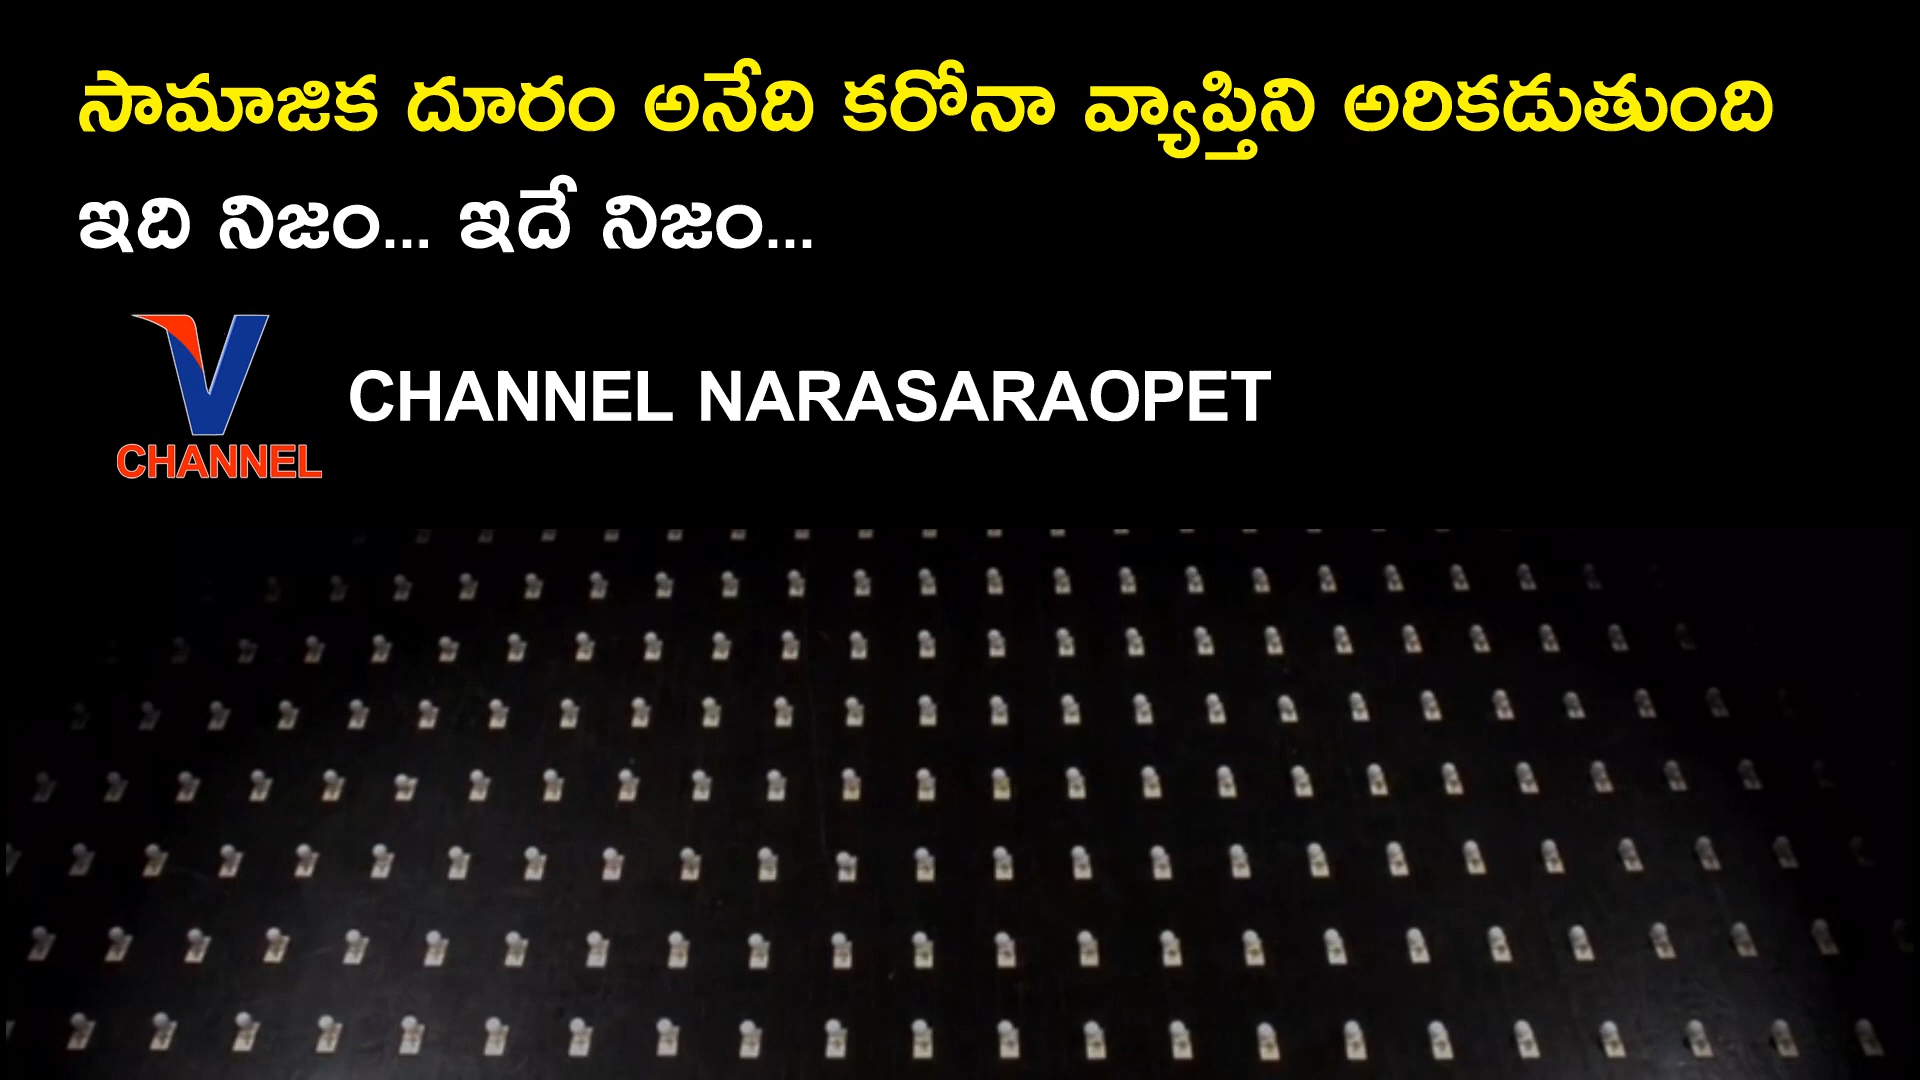 సామాజిక దూరం అనేది కరోనా వ్యాప్తిని అరికడుతుంది
ఇది నిజం... ఇదే నిజం...
V
CHANNEL
CHANNEL NARASARAOPET